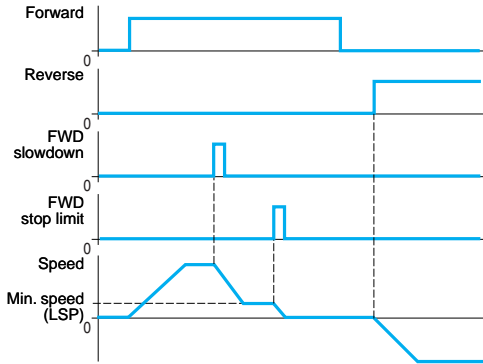 Forward
0
Reverse
0
FWD
slowdown
0
FWD
stop limit
0
Speed
Min. speed
(LSP)
0